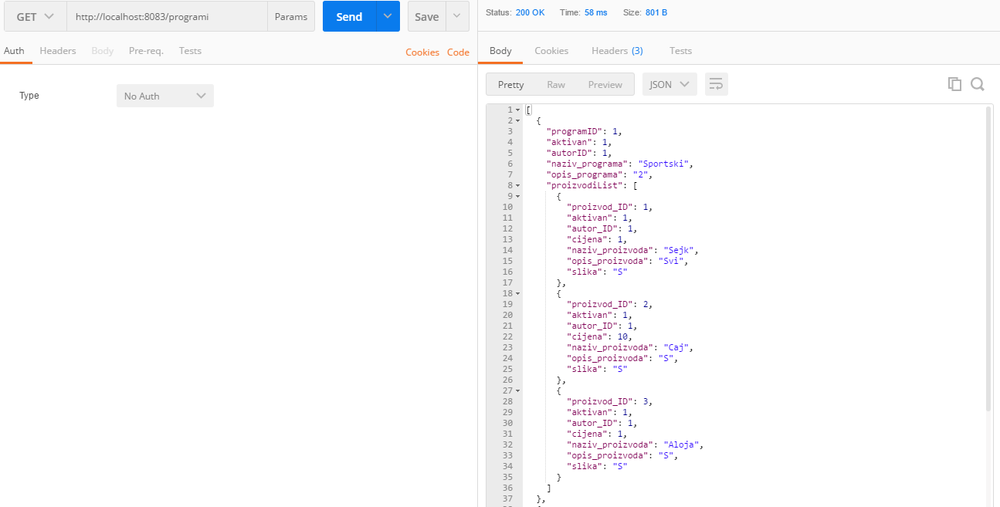 GET http://localhost:8083/programi Params Send Save
Auth Headers Body Pre-req. Tests Cookies Code
Type No Auth
Status: 200 OK Time: 58 ms Size: 801 B
Body Cookies Headers (3) Tests
Pretty Raw Preview JSON
1 [
2 {
3 "programID": 1,
4 "aktivan": 1,
5 "autorID": 1,
6 "naziv_programa": "Sportski",
7 "opis_programa": "2",
8 "proizvodiList": [
9 {
10 "proizvod_ID": 1,
11 "aktivan": 1,
12 "autor_ID": 1,
13 "cijena": 1,
14 "naziv_proizvoda": "Sejk",
15 "opis_proizvoda": "Svi",
16 "slika": "S"
17 },
18 {
19 "proizvod_ID": 2,
20 "aktivan": 1,
21 "autor_ID": 1,
22 "cijena": 10,
23 "naziv_proizvoda": "Caj",
24 "opis_proizvoda": "S",
25 "slika": "S"
26 },
27 {
28 "proizvod_ID": 3,
29 "aktivan": 1,
30 "autor_ID": 1,
31 "cijena": 1,
32 "naziv_proizvoda": "Aloja",
33 "opis_proizvoda": "S",
34 "slika": "S"
35 }
36 ]
37 },